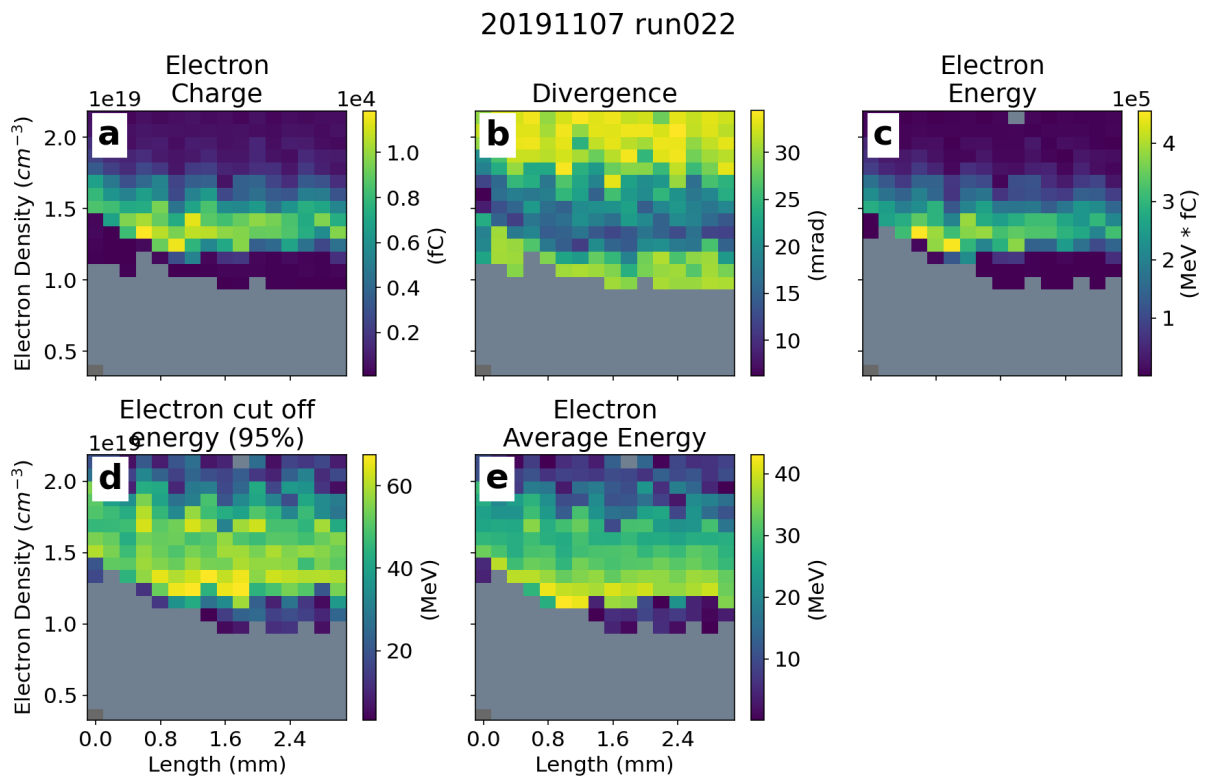 20191107 run022
Electron
Charge
1e19
1e4
a
2.0
1.5
1.0
0.5
Electron Density (cm⁻³)
1.0
0.8
0.6
0.4
0.2
(fC)
Divergence
b
30
25
20
15
10
(mrad)
Electron
Energy
1e5
c
4
3
2
1
(MeV * fC)
Electron cut off
energy (95%)
1e19
d
2.0
1.5
1.0
0.5
Electron Density (cm⁻³)
0.0 0.8 1.6 2.4
Length (mm)
60
40
20
(MeV)
Electron
Average Energy
e
0.0 0.8 1.6 2.4
Length (mm)
40
30
20
10
(MeV)